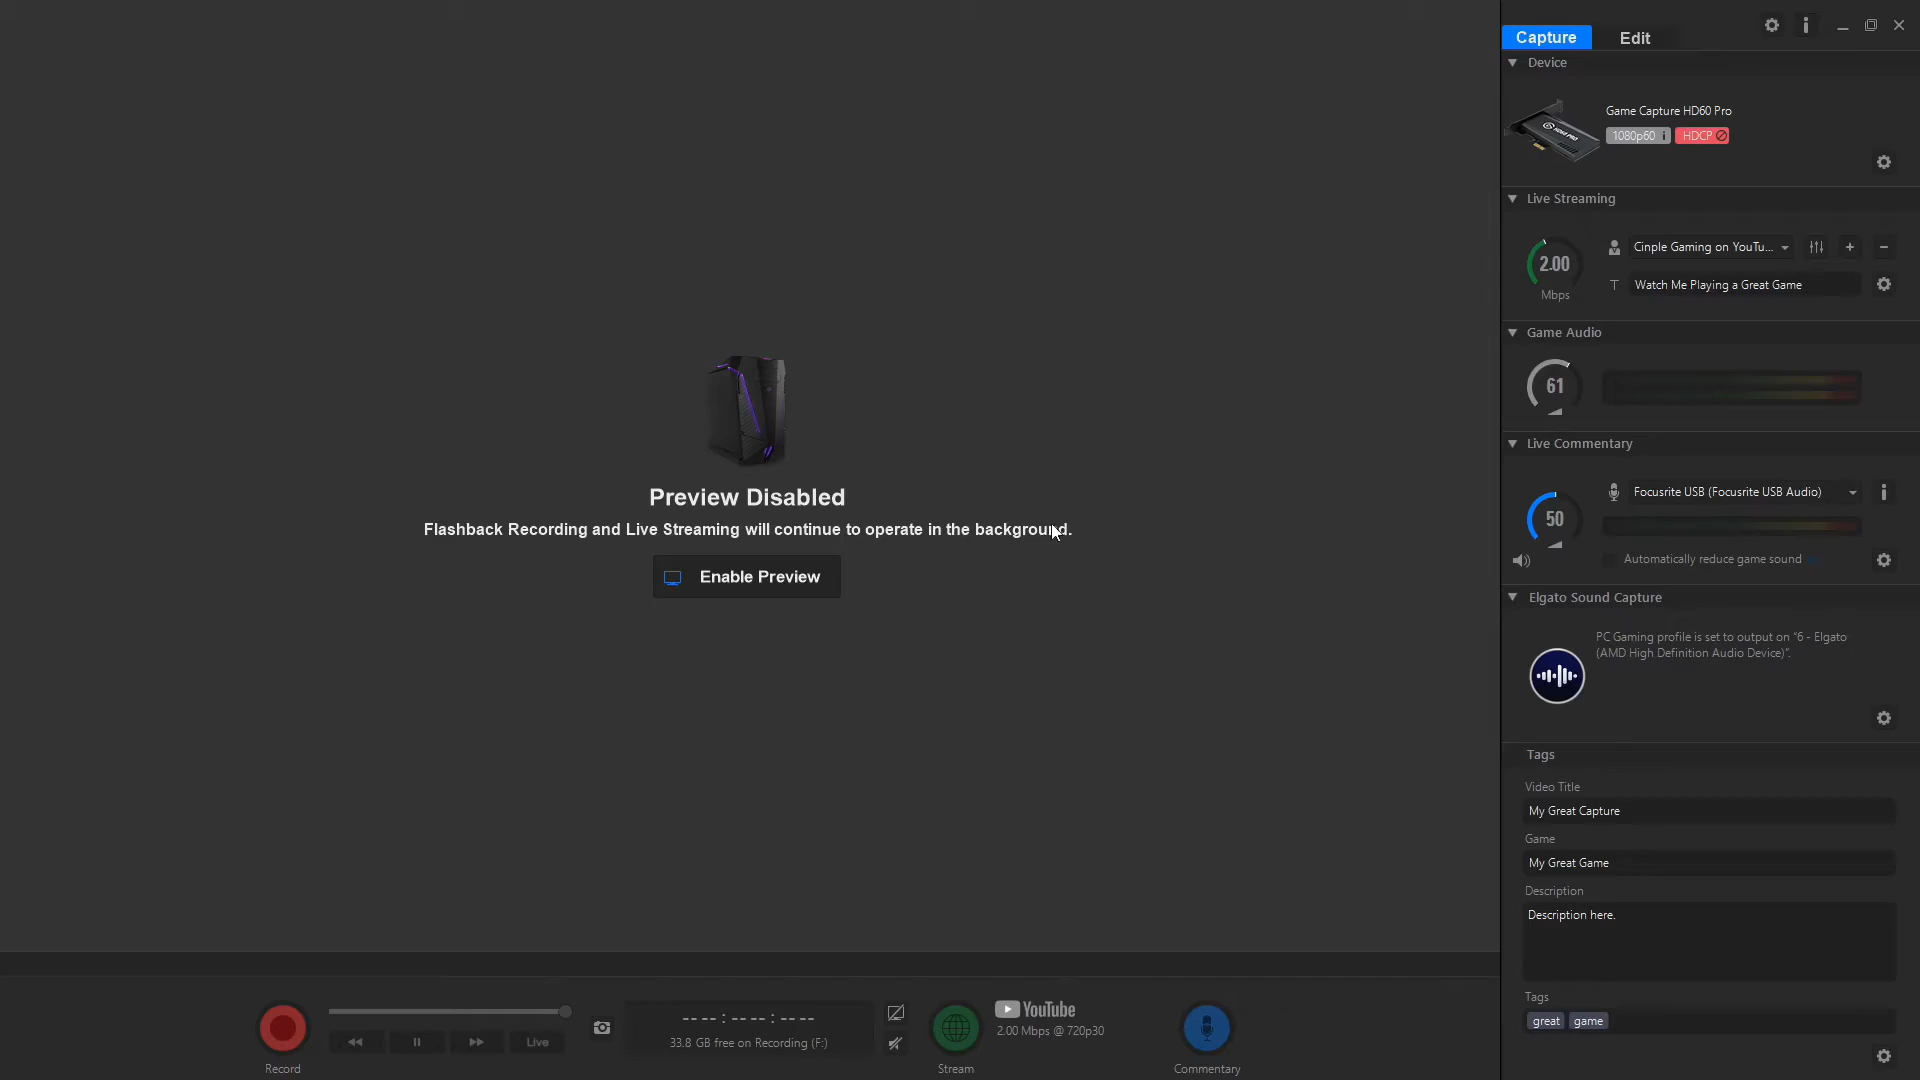 Capture
Edit
Device
Game Capture HD60 Pro
1080p60 i
HDCP
HD60 PRO
Live Streaming
2.00
Mbps
Cinple Gaming on YouTu...
T Watch Me Playing a Great Game
Game Audio
61
Live Commentary
50
Focusrite USB (Focusrite USB Audio)
Automatically reduce game sound
Elgato Sound Capture
PC Gaming profile is set to output on "6 - Elgato
(AMD High Definition Audio Device)".
Tags
Video Title
My Great Capture
Game
My Great Game
Description
Description here.
Tags
great game
Preview Disabled
Flashback Recording and Live Streaming will continue to operate in the background.
Enable Preview
Record
Live
-- -- : -- -- : -- --
33.8 GB free on Recording (F:)
Stream
YouTube
2.00 Mbps @ 720p30
Commentary